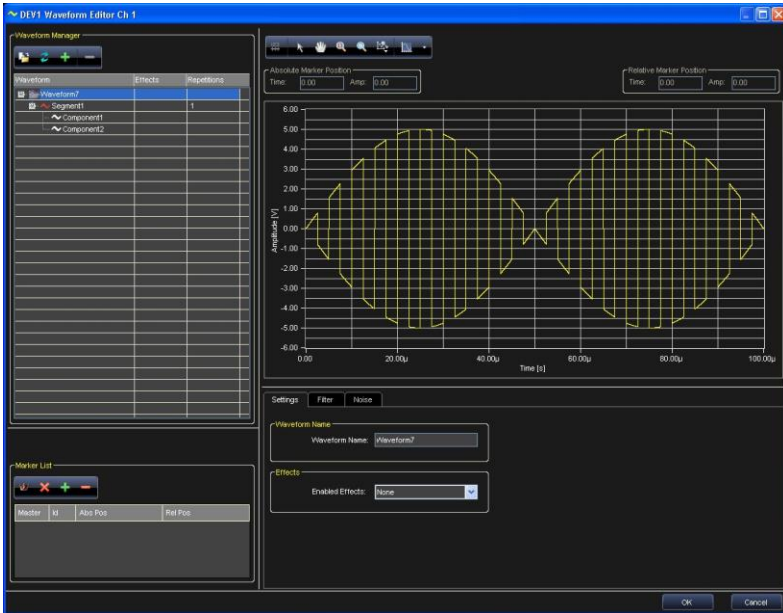 DEV1 Waveform Editor Ch 1
Waveform Manager
Waveform Effects Repetitions
Waveform7
Segment1 1
Component1
Component2
Marker List
Master Id Abs Pos Rel Pos
Absolute Marker Position
Time: 0.00 Amp: 0.00
Relative Marker Position
Time: 0.00 Amp: 0.00
Amplitude [V]
6.00
5.00
4.00
3.00
2.00
1.00
0.00
-1.00
-2.00
-3.00
-4.00
-5.00
-6.00
0.00 20.00µ 40.00µ 60.00µ 80.00µ 100.00µ
Time [s]
Settings Filter Noise
Waveform Name
Waveform Name: Waveform7
Effects
Enabled Effects: None
OK Cancel